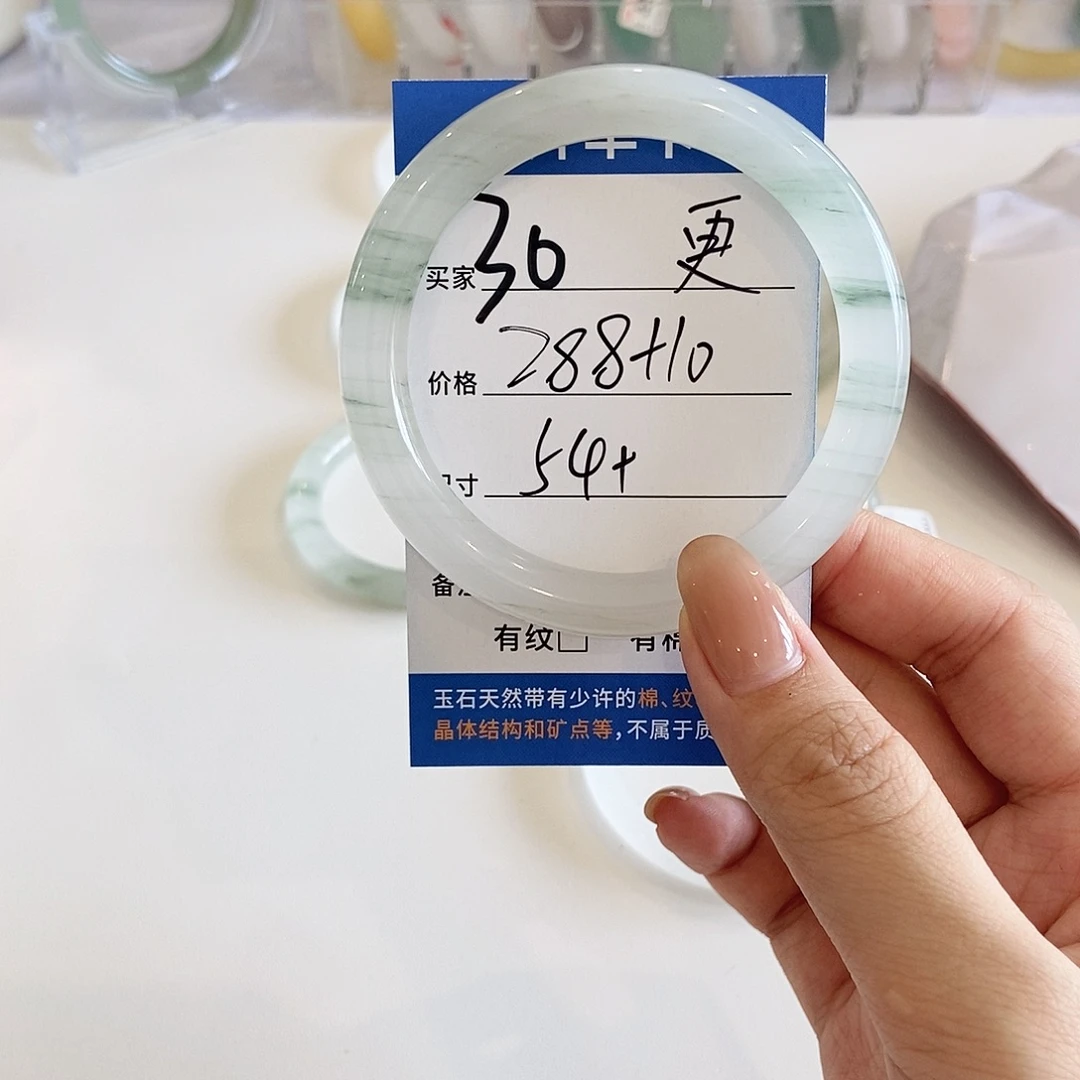 买家 30 更
价格 288+10
寸 54+
备
有纹□ 有棉
玉石天然带有少许的棉、纹
晶体结构和矿点等，不属于质